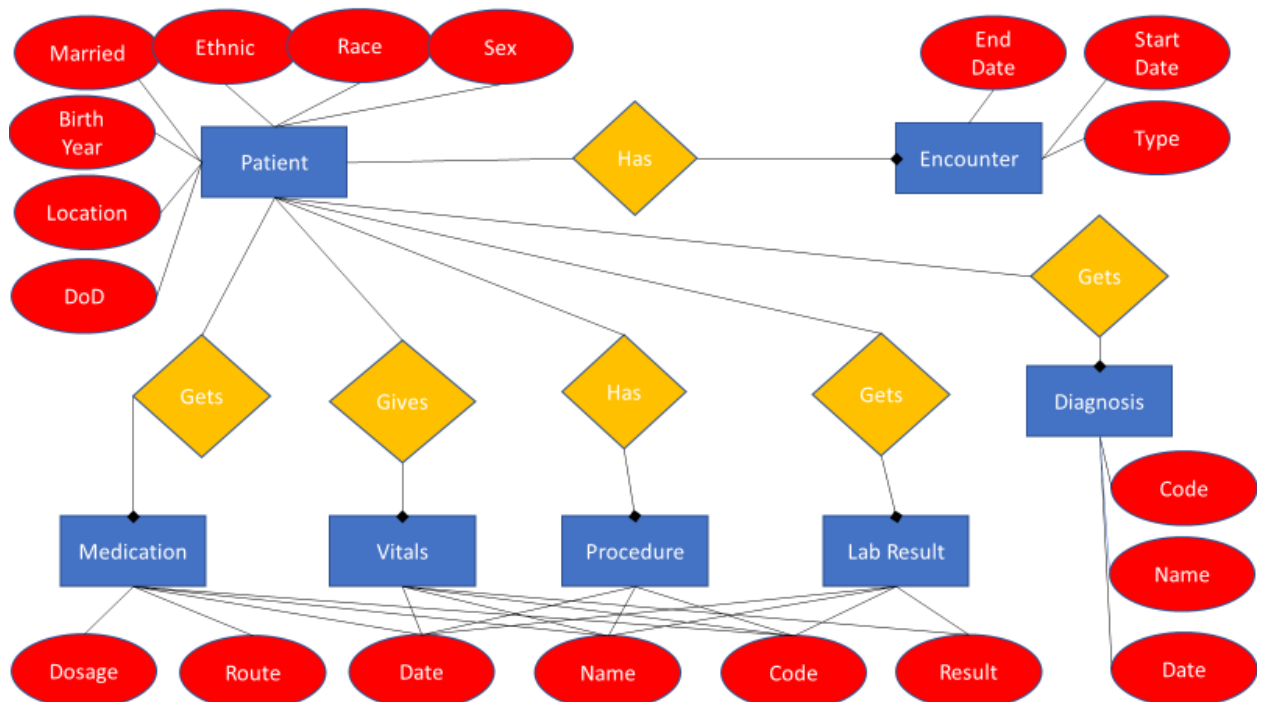 Married
Ethnic
Race
Sex
End
Date
Start
Date
Birth
Year
Patient
Has
Encounter
Type
Location
DoD
Gets
Gets
Gives
Has
Gets
Diagnosis
Code
Medication
Vitals
Procedure
Lab Result
Name
Dosage
Route
Date
Name
Code
Result
Date